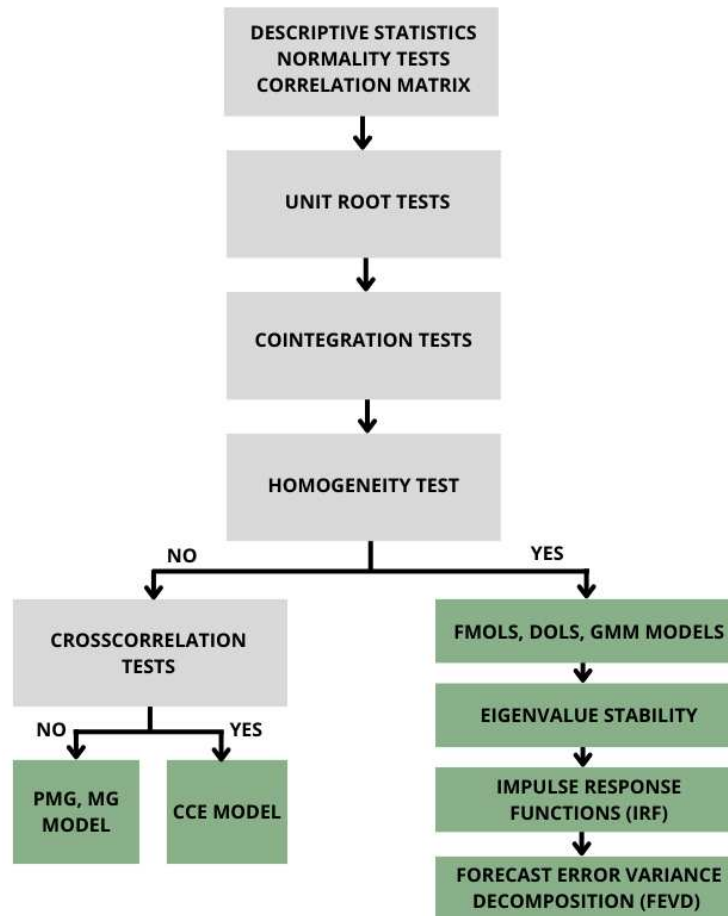 DESCRIPTIVE STATISTICS
NORMALITY TESTS
CORRELATION MATRIX
UNIT ROOT TESTS
COINTEGRATION TESTS
HOMOGENEITY TEST
NO
YES
CROSSCORRELATION
TESTS
FMOLS, DOLS, GMM MODELS
EIGENVALUE STABILITY
NO
YES
PMG, MG
MODEL
CCE MODEL
IMPULSE RESPONSE
FUNCTIONS (IRF)
FORECAST ERROR VARIANCE
DECOMPOSITION (FEVD)